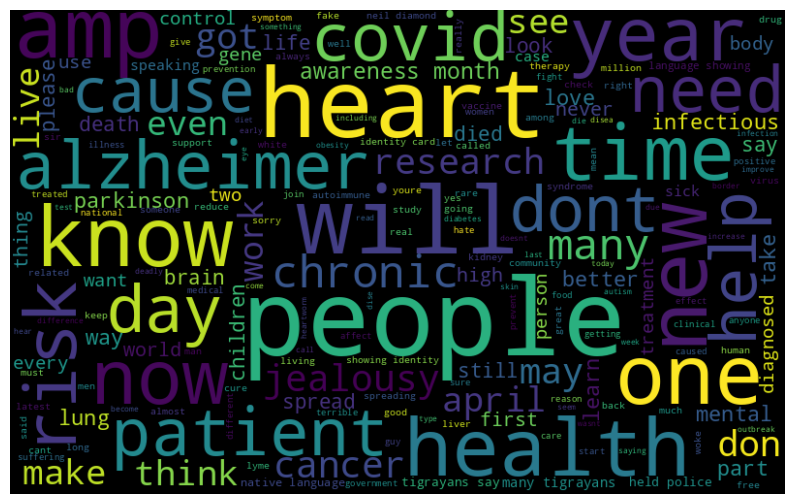 amp
control
symptom
fake
neil diamond
drug
got
give
something
covid
see
year
life
really
well
look
case
body
gene
speaking
always
therapy
million
language showing
please
use
prevention
awareness month
fight
check
right
live
bad
cause
heart
love
need
vaccine
women
among
die
disea
diet
early
never
death
even
including
died
infectious
sir
white
identity card
let
called
mean
infection
illness
support
eye
obesity
time
say
positive
improve
alzheimer
research
youre
care
syndrome
sick
virus
treated
two
join
autoimmune
yes
going
border
parkinson
test
national
someone
reduce
know
work
sorry
read
study
real
diabetes
hate
will
dont
new
help
take
due
increase
thing
related
deadly
want
brain
many
doesnt
kidney
last
community
today
chronic
high
better
day
keep
medical
come
skin
food
autism
effect
person
great
prevent
treatment
clinical
anyone
diagnosed
way
children
heartworm
dise
people
getting
week
must
difference
affect
hear
world
man
call
caused
human
risk
every
now
living
showing identity
one
men
cure
jealousy
still
may
learn
sure
latest
become
different
spread
spreading
april
reason
seem
back
much
said
almost
terrible
good
type
first
mental
lung
cant
long
guy
liver
wasnt
woke
outbreak
suffering
lyme
patient
health
care
start
saying
don
make
think
cancer
part
native language
government
tigrayans say
many tigrayans
held police
free